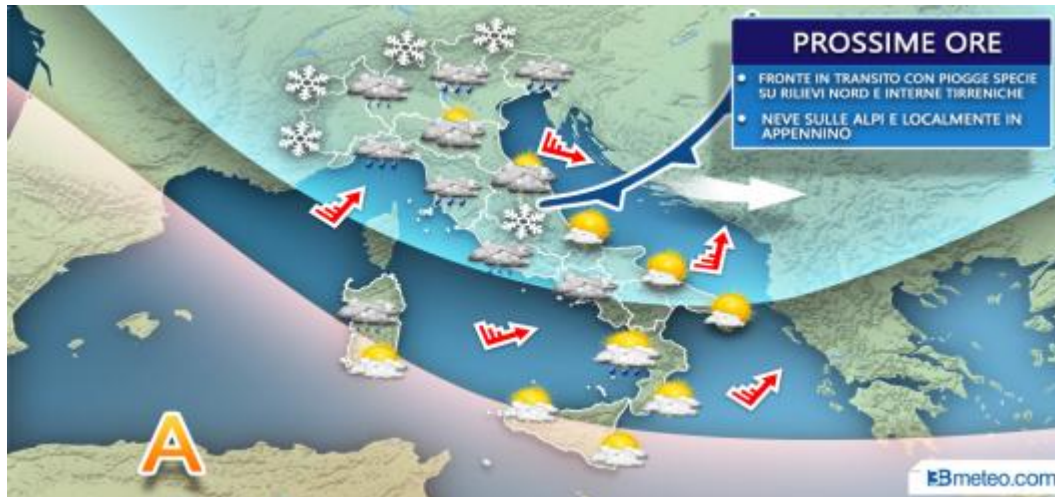 PROSSIME ORE
• FRONTE IN TRANSITO CON PIOGGE SPECIE
SU RILIEVI NORD E INTERNE TIRRENICHE
• NEVE SULLE ALPI E LOCALMENTE IN
APPENNINO
A
3Bmeteo.com